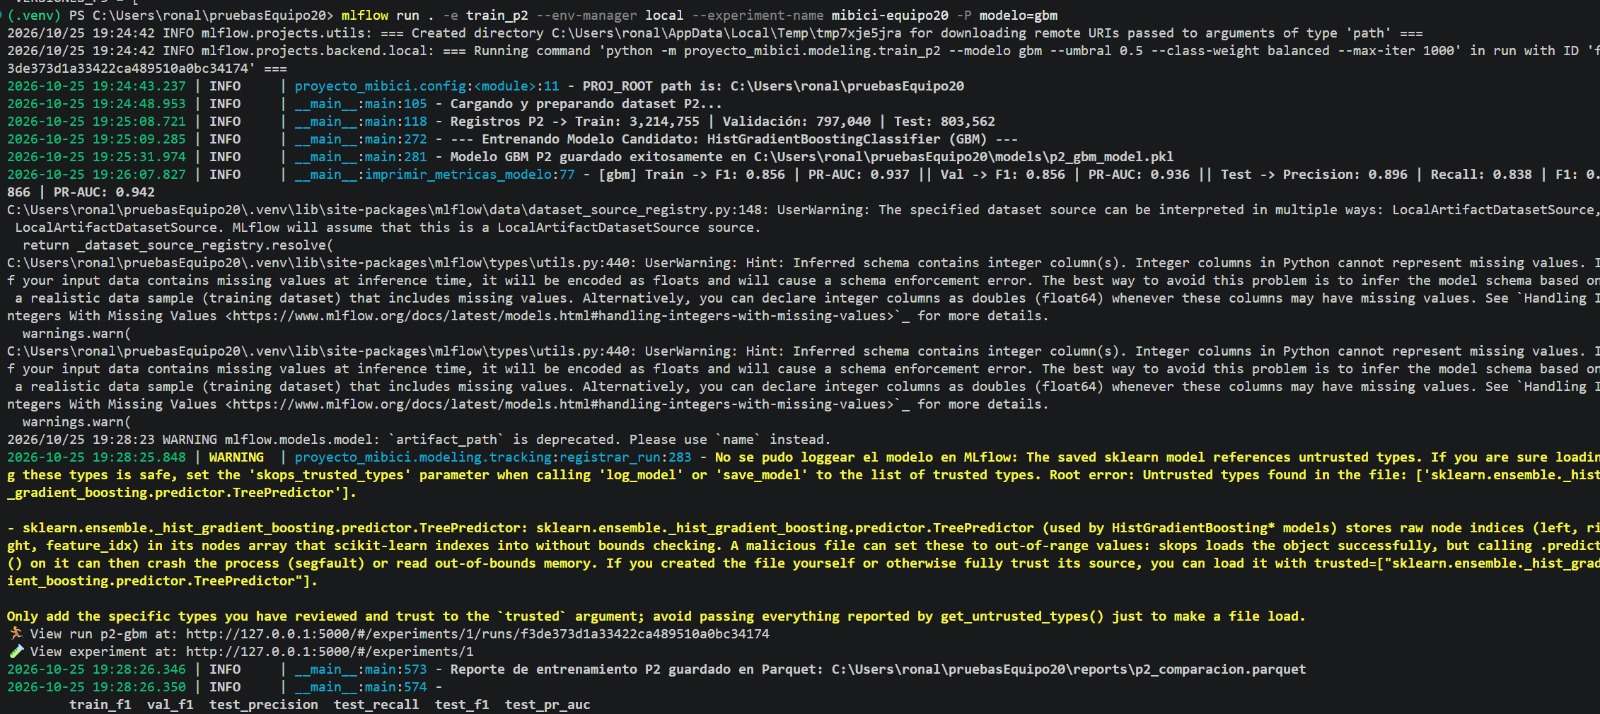 VERSIONES_P3 = [
(.venv) PS C:\Users\ronal\pruebasEquipo20> mlflow run . -e train_p2 --env-manager local --experiment-name mibici-equipo20 -P modelo=gbm
2026/10/25 19:24:42 INFO mlflow.projects.utils: === Created directory C:\Users\ronal\AppData\Local\Temp\tmp7xje5jra for downloading remote URIs passed to arguments of type 'path' ===
2026/10/25 19:24:42 INFO mlflow.projects.backend.local: === Running command 'python -m proyecto_mibici.modeling.train_p2 --modelo gbm --umbral 0.5 --class-weight balanced --max-iter 1000' in run with ID 'f
3de373d1a33422ca489510a0bc34174' ===
2026-10-25 19:24:43.237 | INFO     | proyecto_mibici.config:<module>:11 - PROJ_ROOT path is: C:\Users\ronal\pruebasEquipo20
2026-10-25 19:24:48.953 | INFO     | __main__:main:105 - Cargando y preparando dataset P2...
2026-10-25 19:25:08.721 | INFO     | __main__:main:118 - Registros P2 -> Train: 3,214,755 | Validación: 797,040 | Test: 803,562
2026-10-25 19:25:09.285 | INFO     | __main__:main:272 - --- Entrenando Modelo Candidato: HistGradientBoostingClassifier (GBM) ---
2026-10-25 19:25:31.974 | INFO     | __main__:main:281 - Modelo GBM P2 guardado exitosamente en C:\Users\ronal\pruebasEquipo20\models\p2_gbm_model.pkl
2026-10-25 19:26:07.827 | INFO     | __main__:imprimir_metricas_modelo:77 - [gbm] Train -> F1: 0.856 | PR-AUC: 0.937 || Val -> F1: 0.856 | PR-AUC: 0.936 || Test -> Precision: 0.896 | Recall: 0.838 | F1: 0.
866 | PR-AUC: 0.942
C:\Users\ronal\pruebasEquipo20\.venv\lib\site-packages\mlflow\data\dataset_source_registry.py:148: UserWarning: The specified dataset source can be interpreted in multiple ways: LocalArtifactDatasetSource,
 LocalArtifactDatasetSource. MLflow will assume that this is a LocalArtifactDatasetSource source.
  return _dataset_source_registry.resolve(
C:\Users\ronal\pruebasEquipo20\.venv\lib\site-packages\mlflow\types\utils.py:440: UserWarning: Hint: Inferred schema contains integer column(s). Integer columns in Python cannot represent missing values. I
f your input data contains missing values at inference time, it will be encoded as floats and will cause a schema enforcement error. The best way to avoid this problem is to infer the model schema based on
 a realistic data sample (training dataset) that includes missing values. Alternatively, you can declare integer columns as doubles (float64) whenever these columns may have missing values. See `Handling I
ntegers With Missing Values <https://www.mlflow.org/docs/latest/models.html#handling-integers-with-missing-values>`_ for more details.
  warnings.warn(
C:\Users\ronal\pruebasEquipo20\.venv\lib\site-packages\mlflow\types\utils.py:440: UserWarning: Hint: Inferred schema contains integer column(s). Integer columns in Python cannot represent missing values. I
f your input data contains missing values at inference time, it will be encoded as floats and will cause a schema enforcement error. The best way to avoid this problem is to infer the model schema based on
 a realistic data sample (training dataset) that includes missing values. Alternatively, you can declare integer columns as doubles (float64) whenever these columns may have missing values. See `Handling I
ntegers With Missing Values <https://www.mlflow.org/docs/latest/models.html#handling-integers-with-missing-values>`_ for more details.
  warnings.warn(
2026/10/25 19:28:23 WARNING mlflow.models.model: `artifact_path` is deprecated. Please use `name` instead.
2026-10-25 19:28:25.848 | WARNING  | proyecto_mibici.modeling.tracking:registrar_run:283 - No se pudo loggear el modelo en MLflow: The saved sklearn model references untrusted types. If you are sure loadin
g these types is safe, set the 'skops_trusted_types' parameter when calling 'log_model' or 'save_model' to the list of trusted types. Root error: Untrusted types found in the file: ['sklearn.ensemble._hist
_gradient_boosting.predictor.TreePredictor'].
- sklearn.ensemble._hist_gradient_boosting.predictor.TreePredictor: sklearn.ensemble._hist_gradient_boosting.predictor.TreePredictor (used by HistGradientBoosting* models) stores raw node indices (left, ri
ght, feature_idx) in its nodes array that scikit-learn indexes into without bounds checking. A malicious file can set these to out-of-range values: skops loads the object successfully, but calling .predict
() on it can then crash the process (segfault) or read out-of-bounds memory. If you created the file yourself or otherwise fully trust its source, you can load it with trusted=["sklearn.ensemble._hist_grad
ient_boosting.predictor.TreePredictor"].
Only add the specific types you have reviewed and trust to the `trusted` argument; avoid passing everything reported by get_untrusted_types() just to make a file load.
🏃 View run p2-gbm at: http://127.0.0.1:5000/#/experiments/1/runs/f3de373d1a33422ca489510a0bc34174
🧪 View experiment at: http://127.0.0.1:5000/#/experiments/1
2026-10-25 19:28:26.346 | INFO     | __main__:main:573 - Reporte de entrenamiento P2 guardado en Parquet: C:\Users\ronal\pruebasEquipo20\reports\p2_comparacion.parquet
2026-10-25 19:28:26.350 | INFO     | __main__:main:574 -
        train_f1  val_f1  test_precision  test_recall  test_f1  test_pr_auc